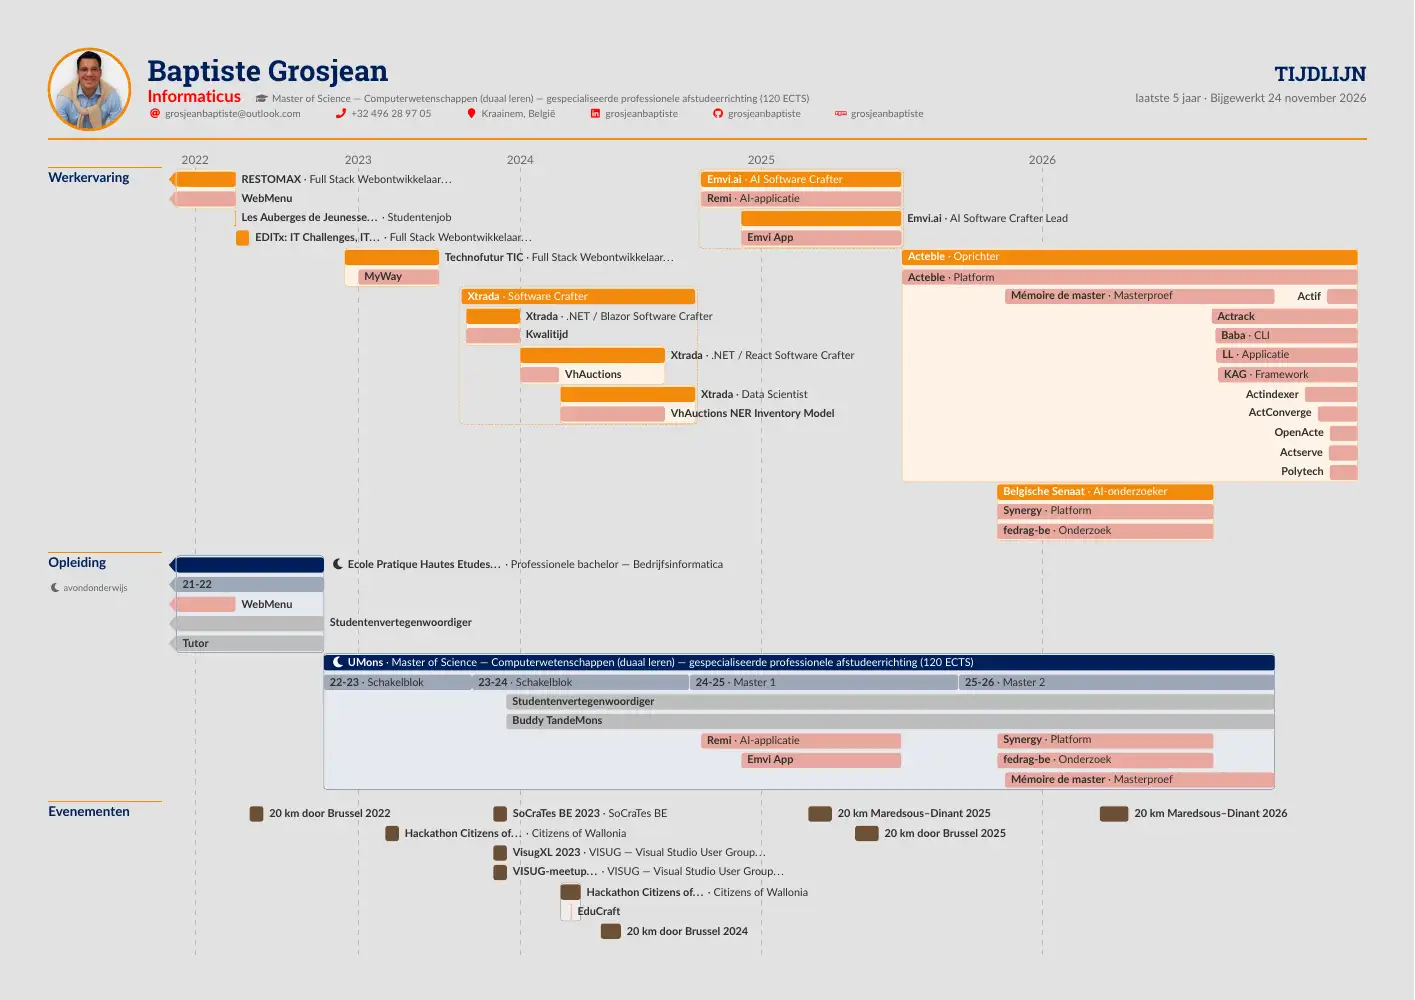 Baptiste Grosjean
TIJDLIJN
Informaticus Master of Science — Computerwetenschappen (duaal leren) — gespecialiseerde professionele afstudeerrichting (120 ECTS)
laatste 5 jaar · Bijgewerkt 24 november 2026
grosjeanbaptiste@outlook.com +32 496 28 97 05 Kraainem, België grosjeanbaptiste grosjeanbaptiste grosjeanbaptiste
2022 2023 2024 2025 2026
Werkervaring
RESTOMAX · Full Stack Webontwikkelaar… Emvi.ai · AI Software Crafter
WebMenu Remi · AI-applicatie
Les Auberges de Jeunesse… · Studentenjob Emvi.ai · AI Software Crafter Lead
EDITx: IT Challenges, IT… · Full Stack Webontwikkelaar… Emvi App
Technofutur TIC · Full Stack Webontwikkelaar… Acteble · Oprichter
MyWay Acteble · Platform
Xtrada · Software Crafter Mémoire de master · Masterproef Actif
Xtrada · .NET / Blazor Software Crafter Actrack
Kwalitijd Baba · CLI
Xtrada · .NET / React Software Crafter LL · Applicatie
VhAuctions KAG · Framework
Xtrada · Data Scientist Actindexer
VhAuctions NER Inventory Model ActConverge
OpenActe
Actserve
Polytech
Belgische Senaat · AI-onderzoeker
Synergy · Platform
fedrag-be · Onderzoek
Opleiding
avondonderwijs
Ecole Pratique Hautes Etudes… · Professionele bachelor — Bedrijfsinformatica
21-22
WebMenu
Studentenvertegenwoordiger
Tutor
UMons · Master of Science — Computerwetenschappen (duaal leren) — gespecialiseerde professionele afstudeerrichting (120 ECTS)
22-23 · Schakelblok 23-24 · Schakelblok 24-25 · Master 1 25-26 · Master 2
Studentenvertegenwoordiger
Buddy TandeMons
Remi · AI-applicatie Synergy · Platform
Emvi App fedrag-be · Onderzoek
Mémoire de master · Masterproef
Evenementen
20 km door Brussel 2022 SoCraTes BE 2023 · SoCraTes BE 20 km Maredsous–Dinant 2025 20 km Maredsous–Dinant 2026
Hackathon Citizens of… · Citizens of Wallonia 20 km door Brussel 2025
VisugXL 2023 · VISUG — Visual Studio User Group…
VISUG-meetup… · VISUG — Visual Studio User Group…
Hackathon Citizens of… · Citizens of Wallonia
EduCraft
20 km door Brussel 2024